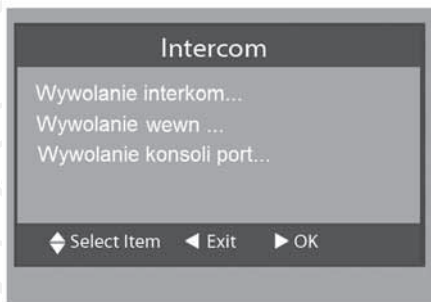 Intercom
Wywolanie interkom...
Wywolanie wewn ...
Wywolanie konsoli port...
Select Item Exit OK